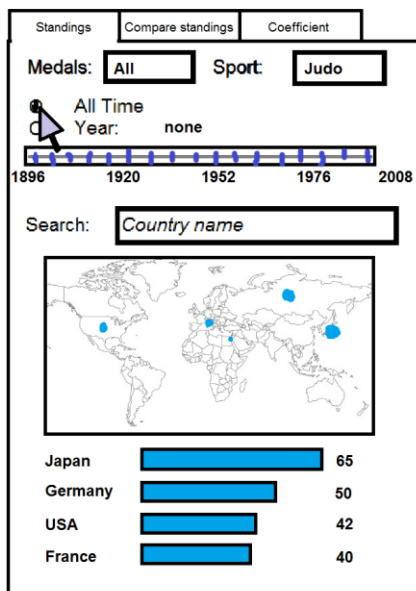 Standings Compare standings Coefficient
Medals: All Sport: Judo
All Time
Year: none
1896 1920 1952 1976 2008
Search: Country name
Japan 65
Germany 50
USA 42
France 40